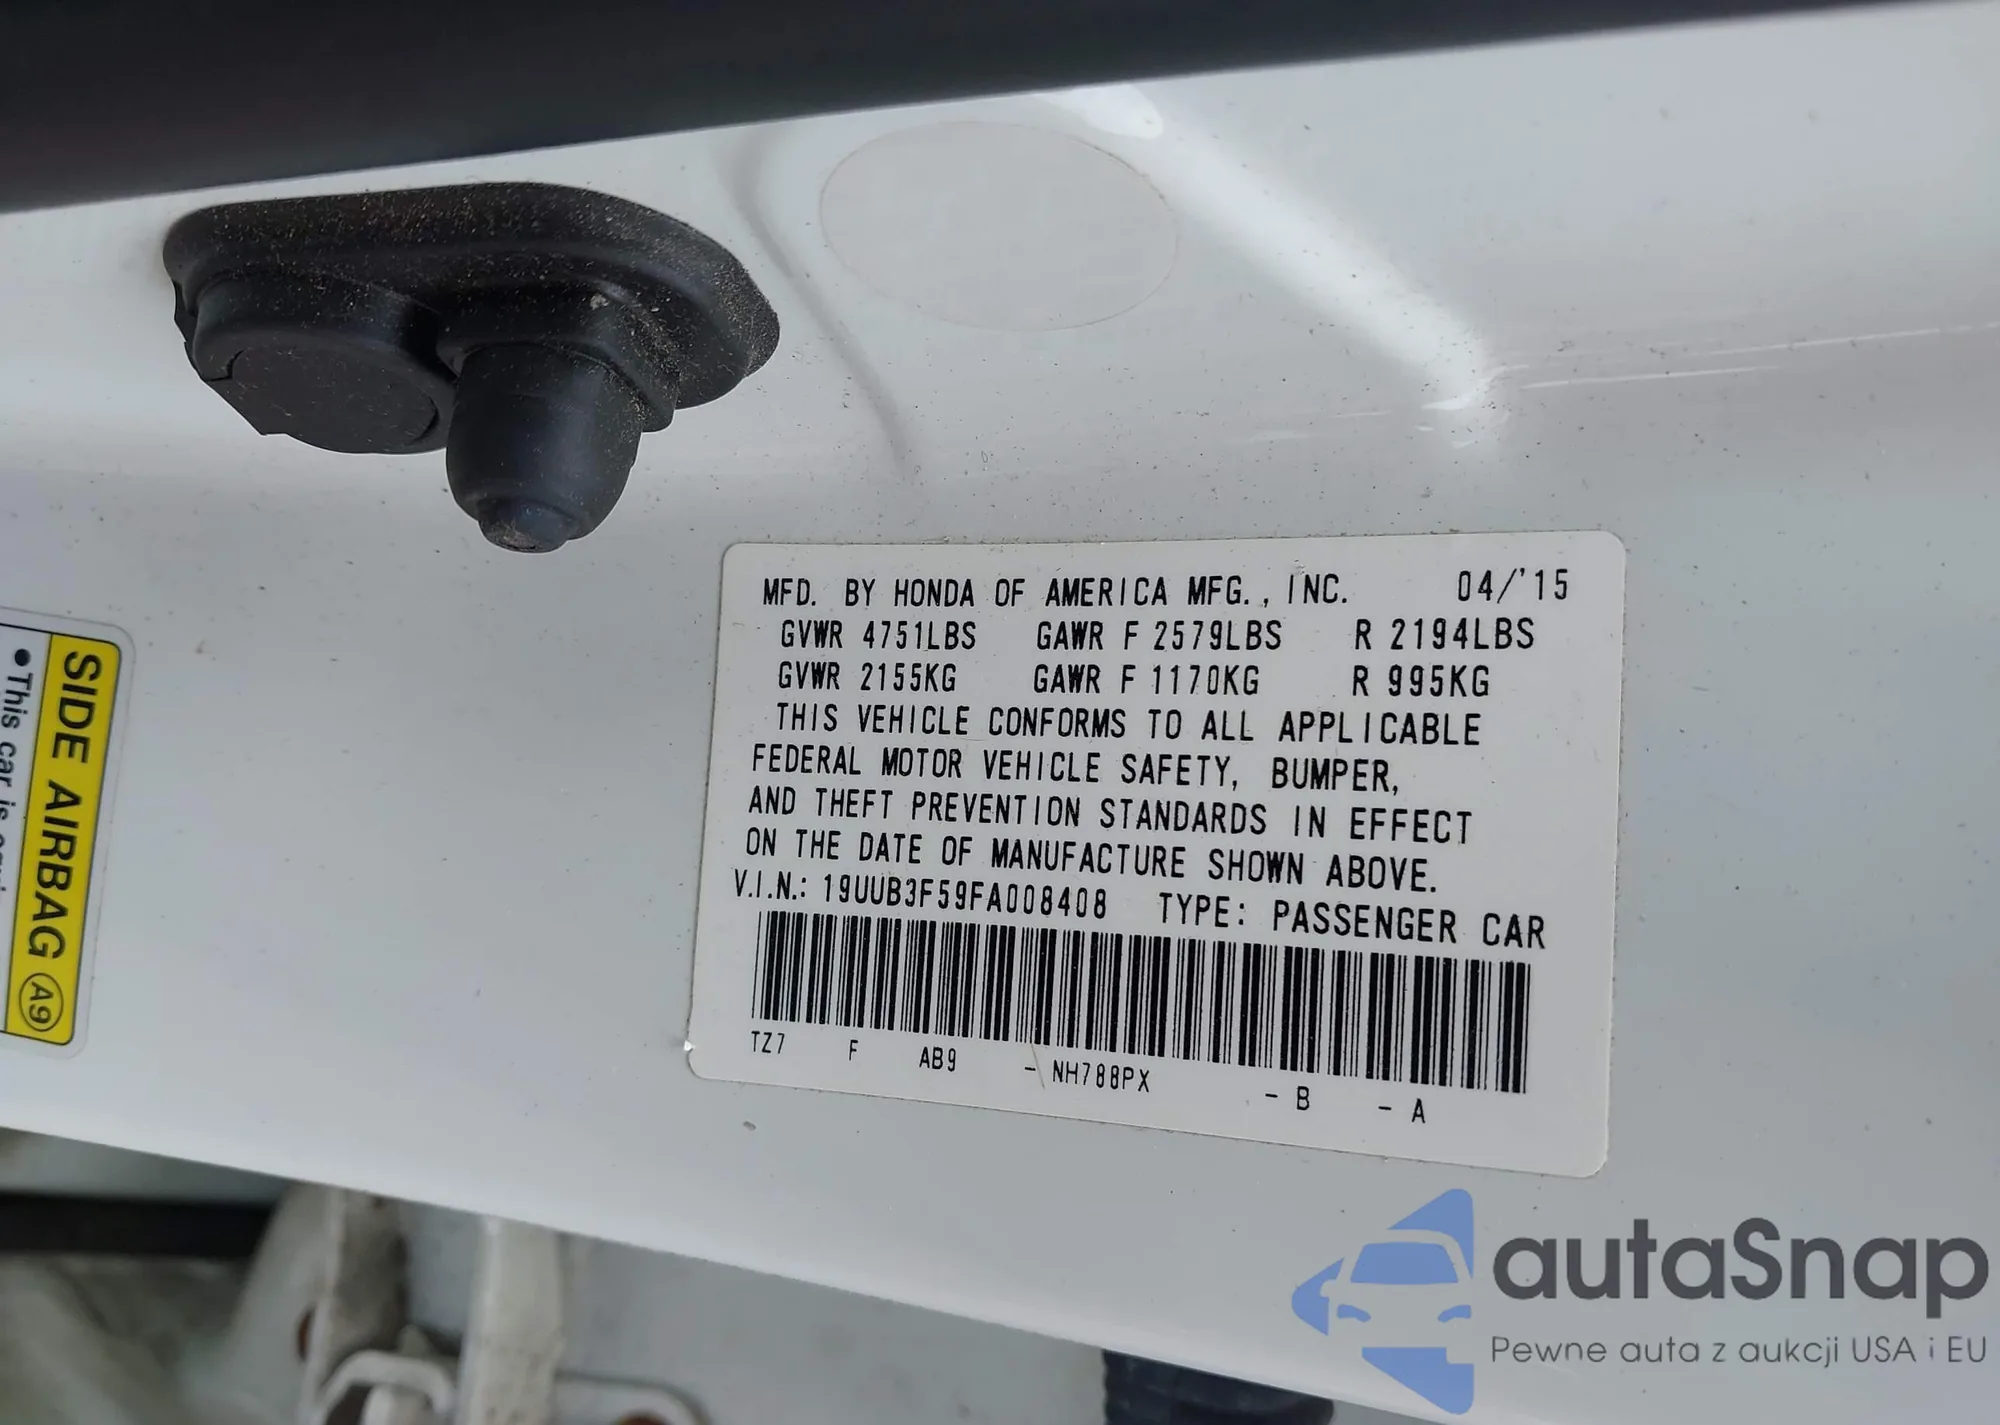 MFD. BY HONDA OF AMERICA MFG., INC. 04/'15
GVWR 4751LBS GAWR F 2579LBS R 2194LBS
GVWR 2155KG GAWR F 1170KG R 995KG
THIS VEHICLE CONFORMS TO ALL APPLICABLE
FEDERAL MOTOR VEHICLE SAFETY, BUMPER,
AND THEFT PREVENTION STANDARDS IN EFFECT
ON THE DATE OF MANUFACTURE SHOWN ABOVE.
V.I.N.: 19UUB3F59FA008408 TYPE: PASSENGER CAR
TZ7 F AB9 - NH788PX - B - A
SIDE AIRBAG A9
• This car is
autaSnap
Pewne auta z aukcji USA i EU